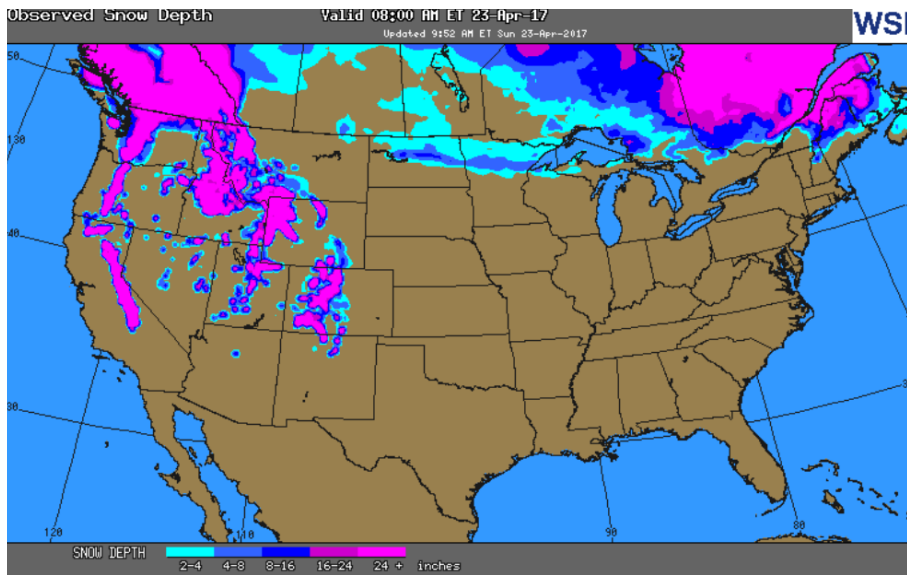 Observed Snow Depth Valid 08:00 AM ET 23-Apr-17
Updated 9:52 AM ET Sun 23-Apr-2017
WSI
50
130
40
30
120
110
90
80
3
SNOW DEPTH
2-4 4-8 8-16 16-24 24 + inches